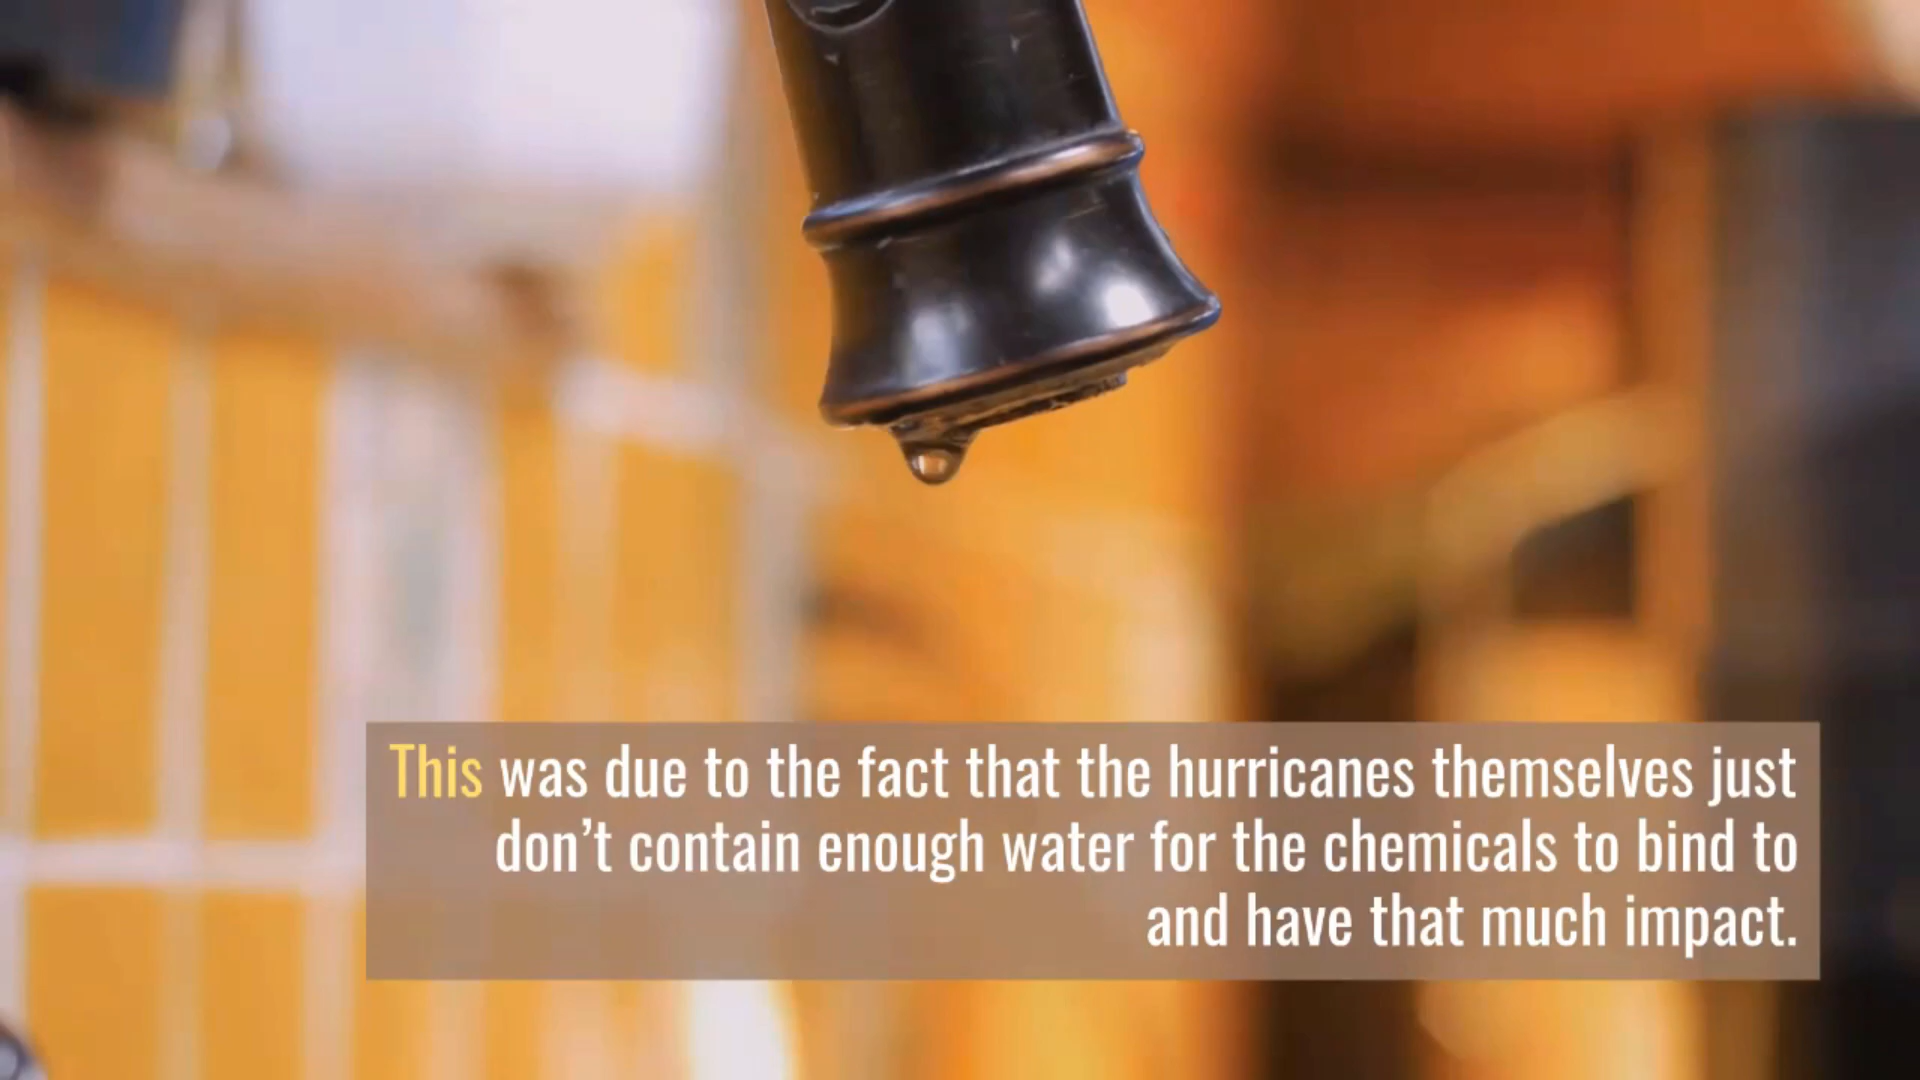 This was due to the fact that the hurricanes themselves just
don’t contain enough water for the chemicals to bind to
and have that much impact.